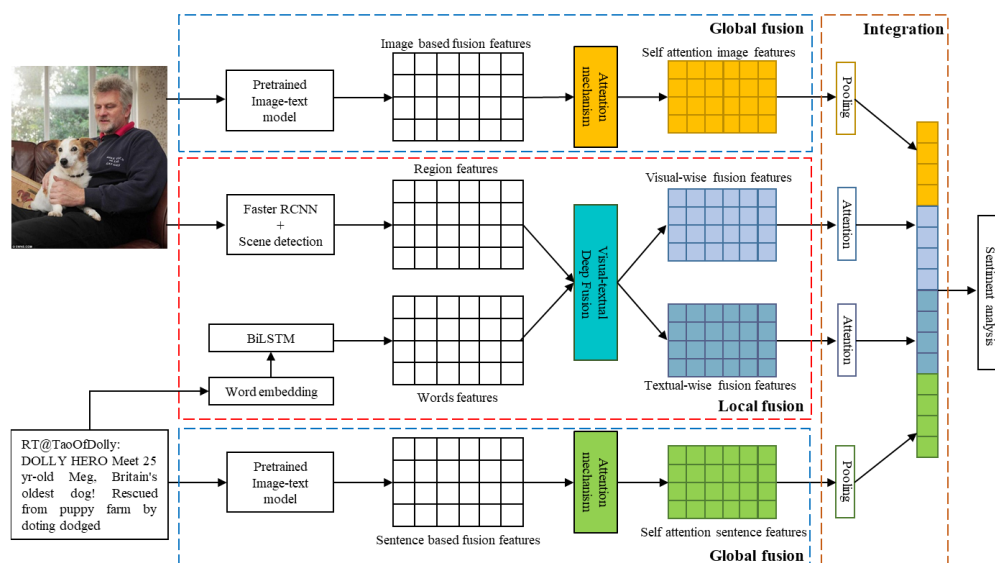 Global fusion
Integration
Image based fusion features
Self attention image features
Pretrained
Image-text
model
Attention
mechanism
Pooling
Region features
Visual-wise fusion features
Faster RCNN
+
Scene detection
Attention
Visual-textual
Deep Fusion
Sentiment analysis
BiLSTM
Attention
Word embedding
Words features
Textual-wise fusion features
Local fusion
RT@TaoOfDolly:
DOLLY HERO Meet 25
yr-old Meg, Britain's
oldest dog! Rescued
from puppy farm by
doting dodged
Pretrained
Image-text
model
Attention
mechanism
Pooling
Sentence based fusion features
Self attention sentence features
Global fusion